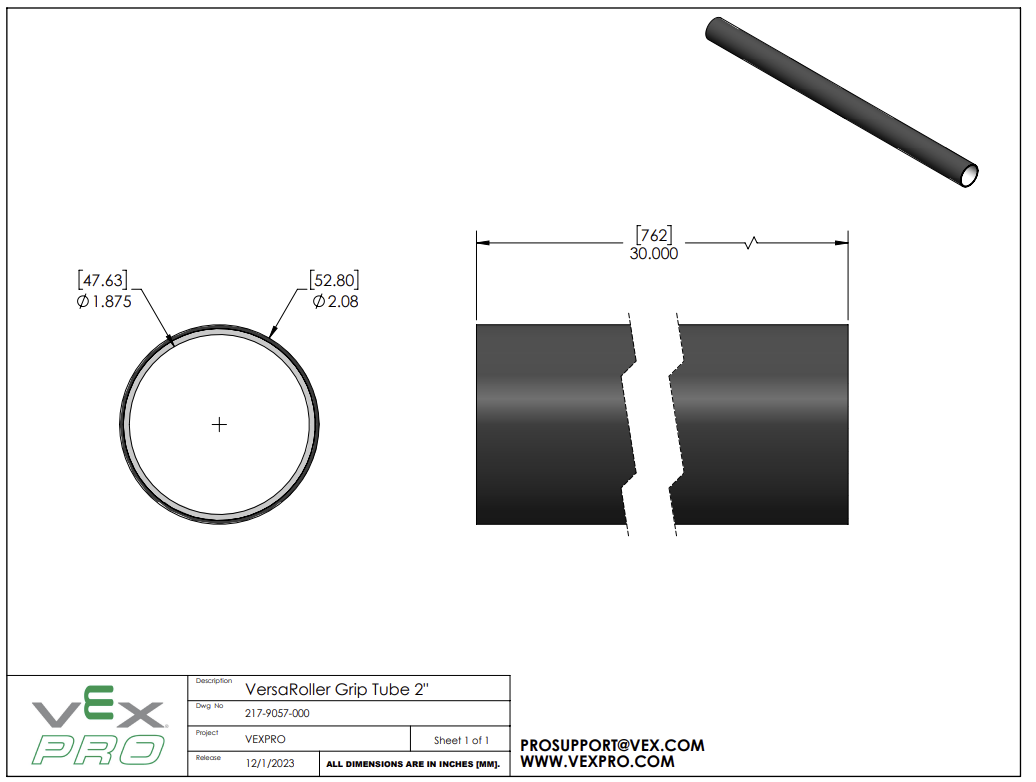 [762]
30.000
[47.63]
⌀1.875
[52.80]
⌀2.08
VEX
PRO
Description
VersaRoller Grip Tube 2"
Dwg No
217-9057-000
Project
VEXPRO
Sheet 1 of 1
Release
12/1/2023
ALL DIMENSIONS ARE IN INCHES [MM].
PROSUPPORT@VEX.COM
WWW.VEXPRO.COM